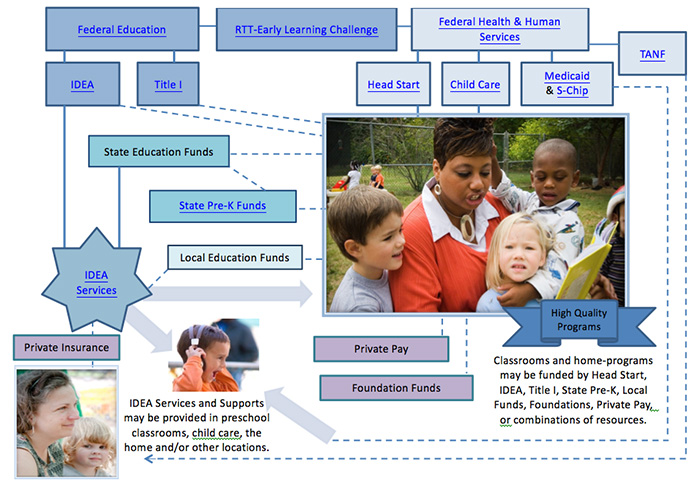 Federal Education
RTT-Early Learning Challenge
Federal Health & Human
Services
TANF
IDEA
Title I
Head Start
Child Care
Medicaid
& S-Chip
State Education Funds
State Pre-K Funds
Local Education Funds
IDEA
Services
High Quality
Programs
Private Insurance
Private Pay
Foundation Funds
Classrooms and home-programs
may be funded by Head Start,
IDEA, Title I, State Pre-K, Local
Funds, Foundations, Private Pay,
or combinations of resources.
IDEA Services and Supports
may be provided in preschool
classrooms, child care, the
home and/or other locations.